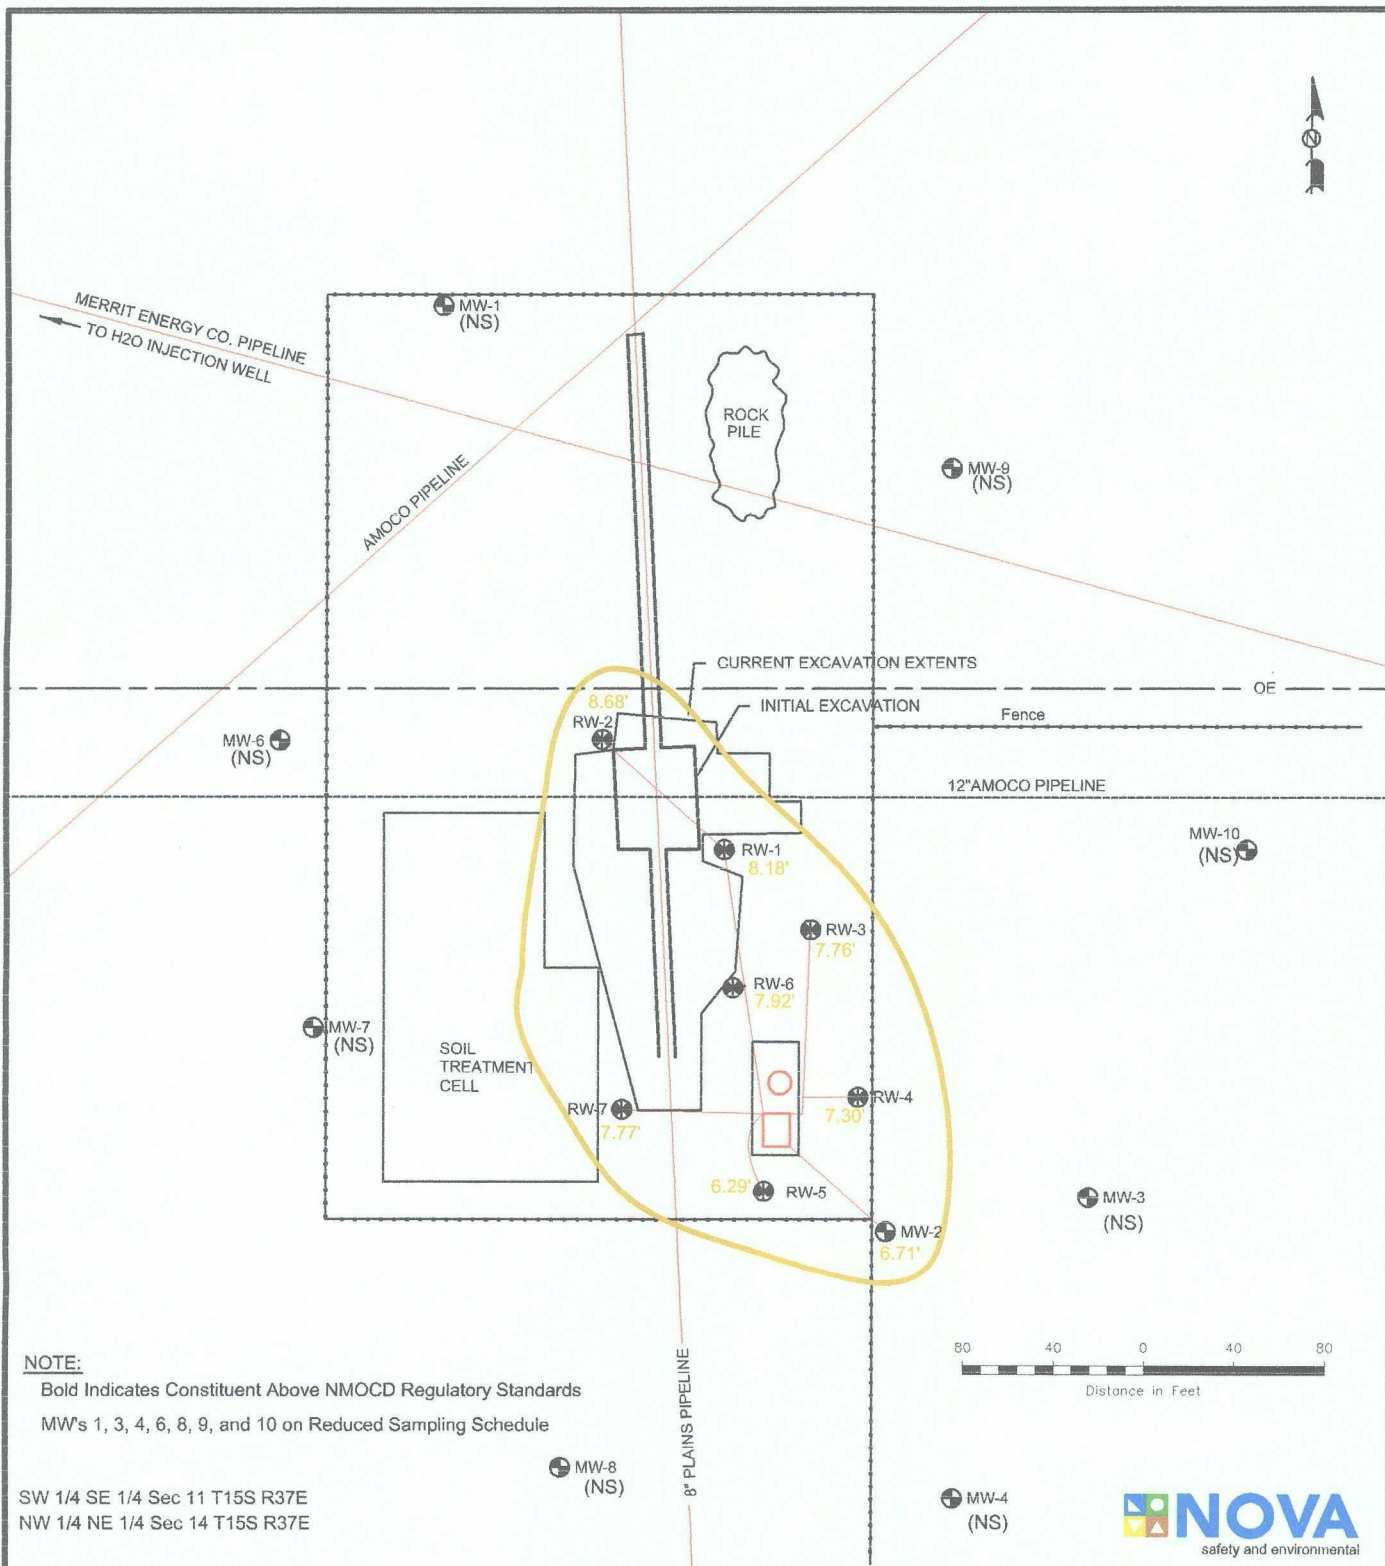 N
MERRIT ENERGY CO. PIPELINE
TO H2O INJECTION WELL
MW-1
(NS)
ROCK
PILE
MW-9
(NS)
AMOCO PIPELINE
CURRENT EXCAVATION EXTENTS
OE
8.68'
INITIAL EXCAVATION
Fence
RW-2
MW-6
(NS)
12"AMOCO PIPELINE
MW-10
(NS)
RW-1
8.18'
RW-3
7.76'
RW-6
7.92'
MW-7
(NS)
SOIL
TREATMENT
CELL
RW-7
7.77'
RW-4
7.30'
6.29'
RW-5
MW-3
(NS)
MW-2
6.71'
80 40 0 40 80
Distance in Feet
NOTE:
Bold Indicates Constituent Above NMOCD Regulatory Standards
MW's 1, 3, 4, 6, 8, 9, and 10 on Reduced Sampling Schedule
8" PLAINS PIPELINE
MW-8
(NS)
MW-4
(NS)
SW 1/4 SE 1/4 Sec 11 T15S R37E
NW 1/4 NE 1/4 Sec 14 T15S R37E
NOVA
safety and environmental